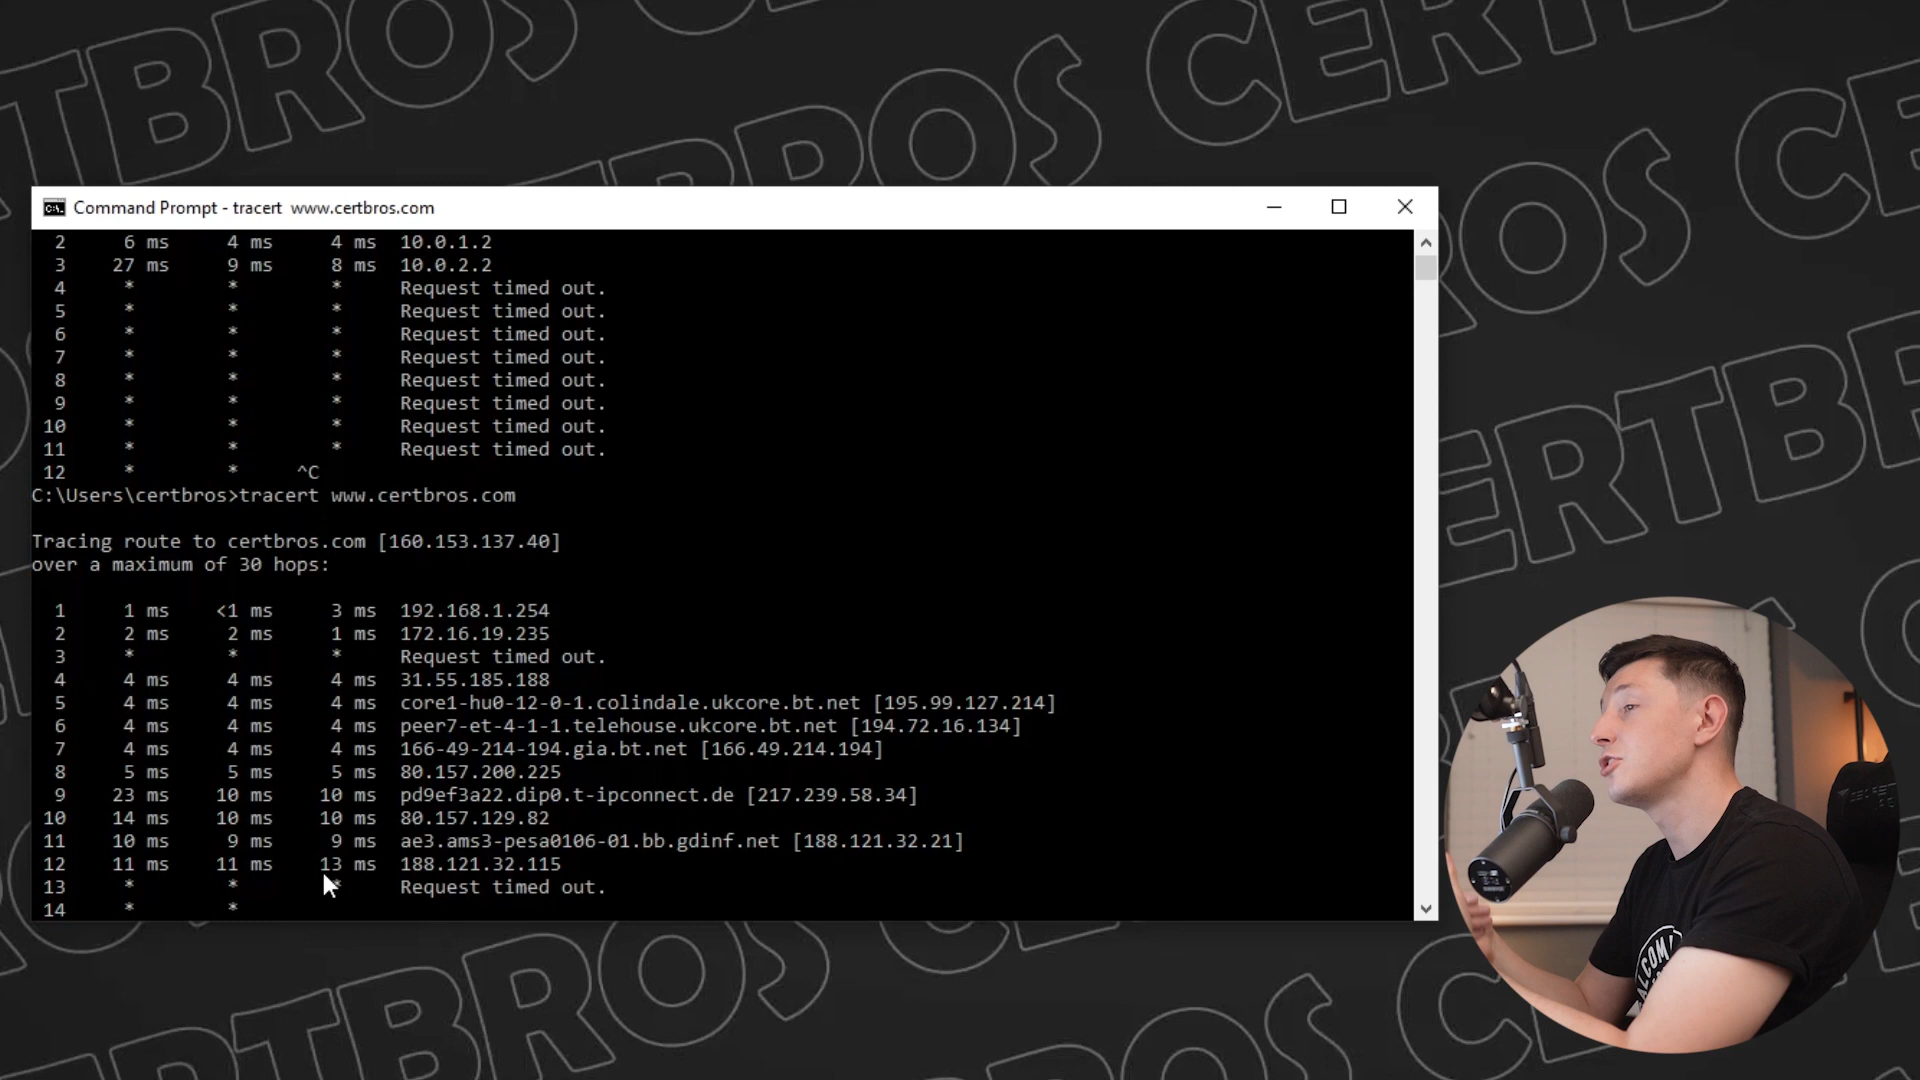 CERTBROS CERTBROS CERTBROS
Command Prompt - tracert www.certbros.com
2 6 ms 4 ms 4 ms 10.0.1.2
3 27 ms 9 ms 8 ms 10.0.2.2
4 * * * Request timed out.
5 * * * Request timed out.
6 * * * Request timed out.
7 * * * Request timed out.
8 * * * Request timed out.
9 * * * Request timed out.
10 * * * Request timed out.
11 * * * Request timed out.
12 * * ^C
C:\Users\certbros>tracert www.certbros.com
Tracing route to certbros.com [160.153.137.40]
over a maximum of 30 hops:
1 1 ms <1 ms 3 ms 192.168.1.254
2 2 ms 2 ms 1 ms 172.16.19.235
3 * * * Request timed out.
4 4 ms 4 ms 4 ms 31.55.185.188
5 4 ms 4 ms 4 ms core1-hu0-12-0-1.colindale.ukcore.bt.net [195.99.127.214]
6 4 ms 4 ms 4 ms peer7-et-4-1-1.telehouse.ukcore.bt.net [194.72.16.134]
7 4 ms 4 ms 4 ms 166-49-214-194.gia.bt.net [166.49.214.194]
8 5 ms 5 ms 5 ms 80.157.200.225
9 23 ms 10 ms 10 ms pd9ef3a22.dip0.t-ipconnect.de [217.239.58.34]
10 14 ms 10 ms 10 ms 80.157.129.82
11 10 ms 9 ms 9 ms ae3.ams3-pesa0106-01.bb.gdinf.net [188.121.32.21]
12 11 ms 11 ms 13 ms 188.121.32.115
13 * * * Request timed out.
14 * *